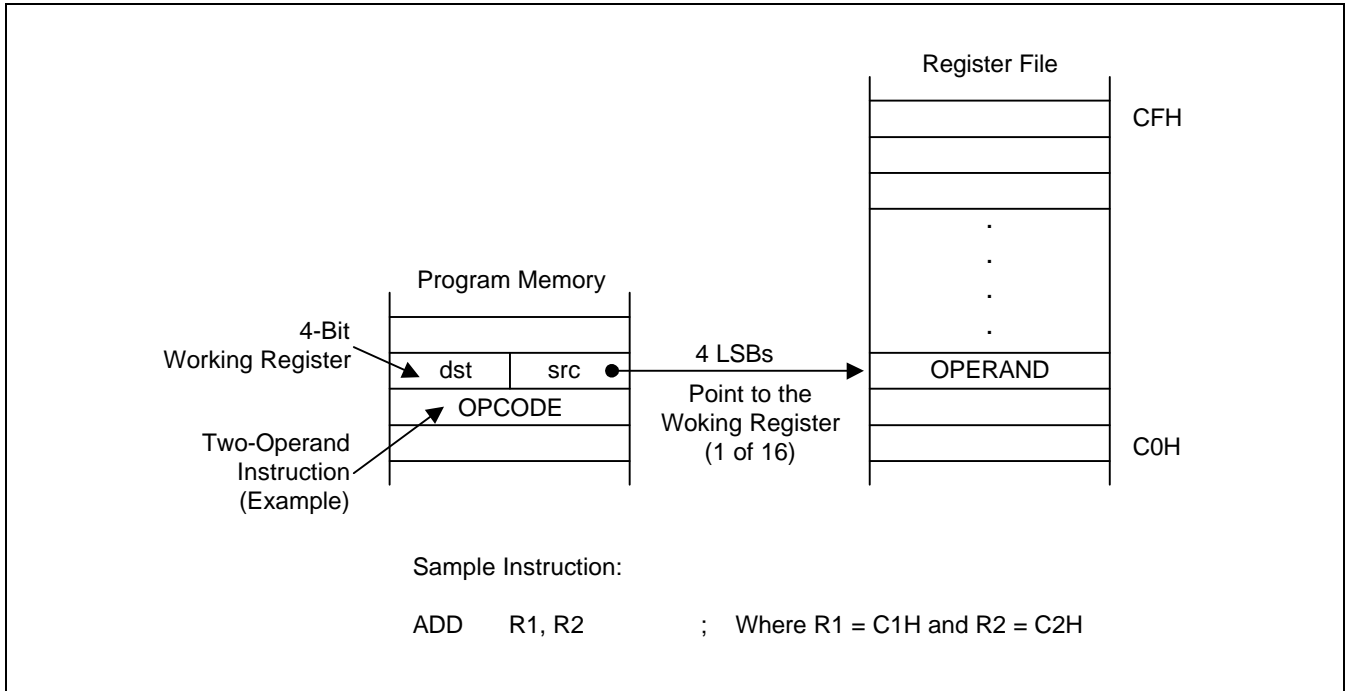 Register File
CFH
Program Memory
4-Bit
Working Register
dst
src
4 LSBs
OPERAND
OPCODE
Point to the
Woking Register
(1 of 16)
Two-Operand
Instruction
(Example)
C0H
Sample Instruction:
ADD R1, R2 ; Where R1 = C1H and R2 = C2H